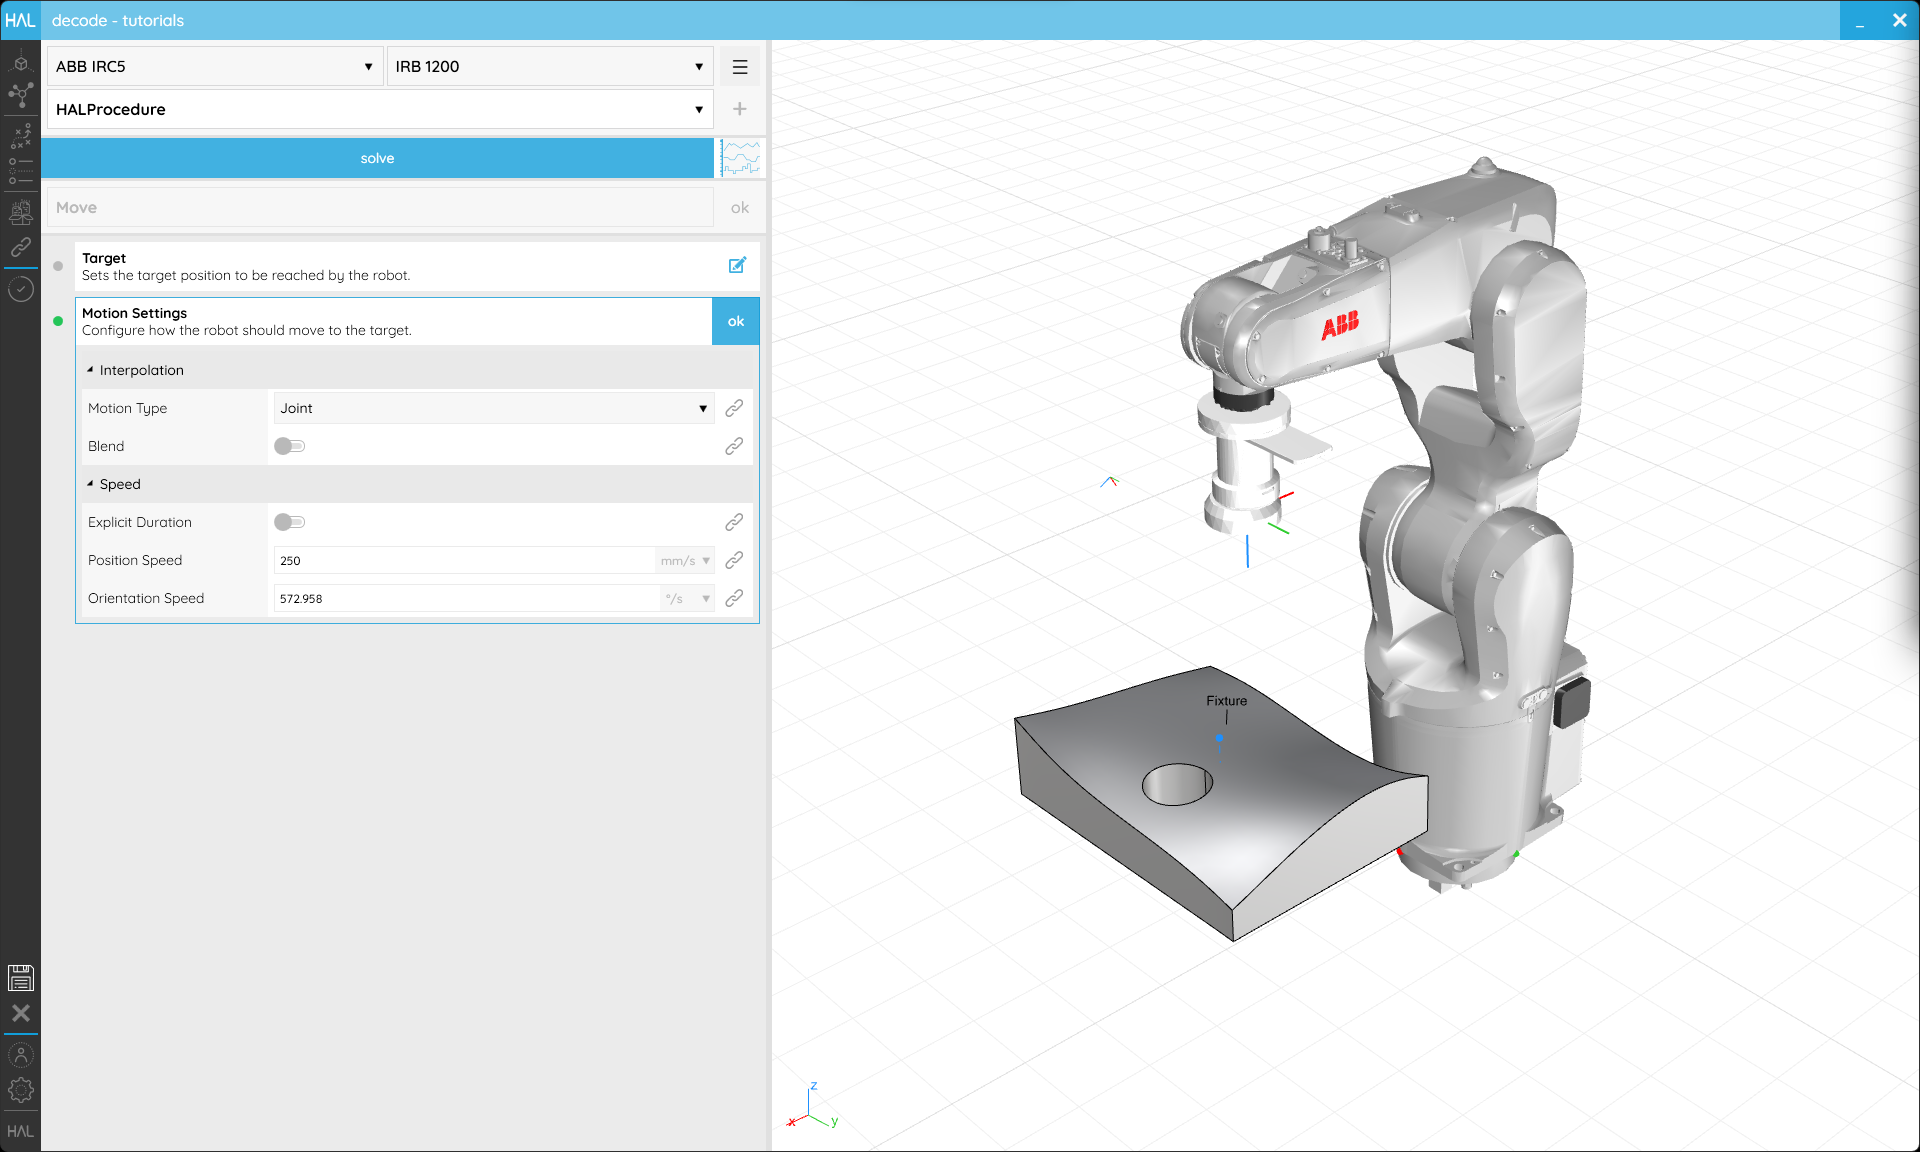 HAL decode - tutorials
ABB IRC5 IRB 1200
HALProcedure
solve
Move ok
Target
Sets the target position to be reached by the robot.
Motion Settings
Configure how the robot should move to the target.
ok
Interpolation
Motion Type Joint
Blend
Speed
Explicit Duration
Position Speed 250 mm/s
Orientation Speed 572.958 °/s
HAL
ABB
Fixture
z
x
y